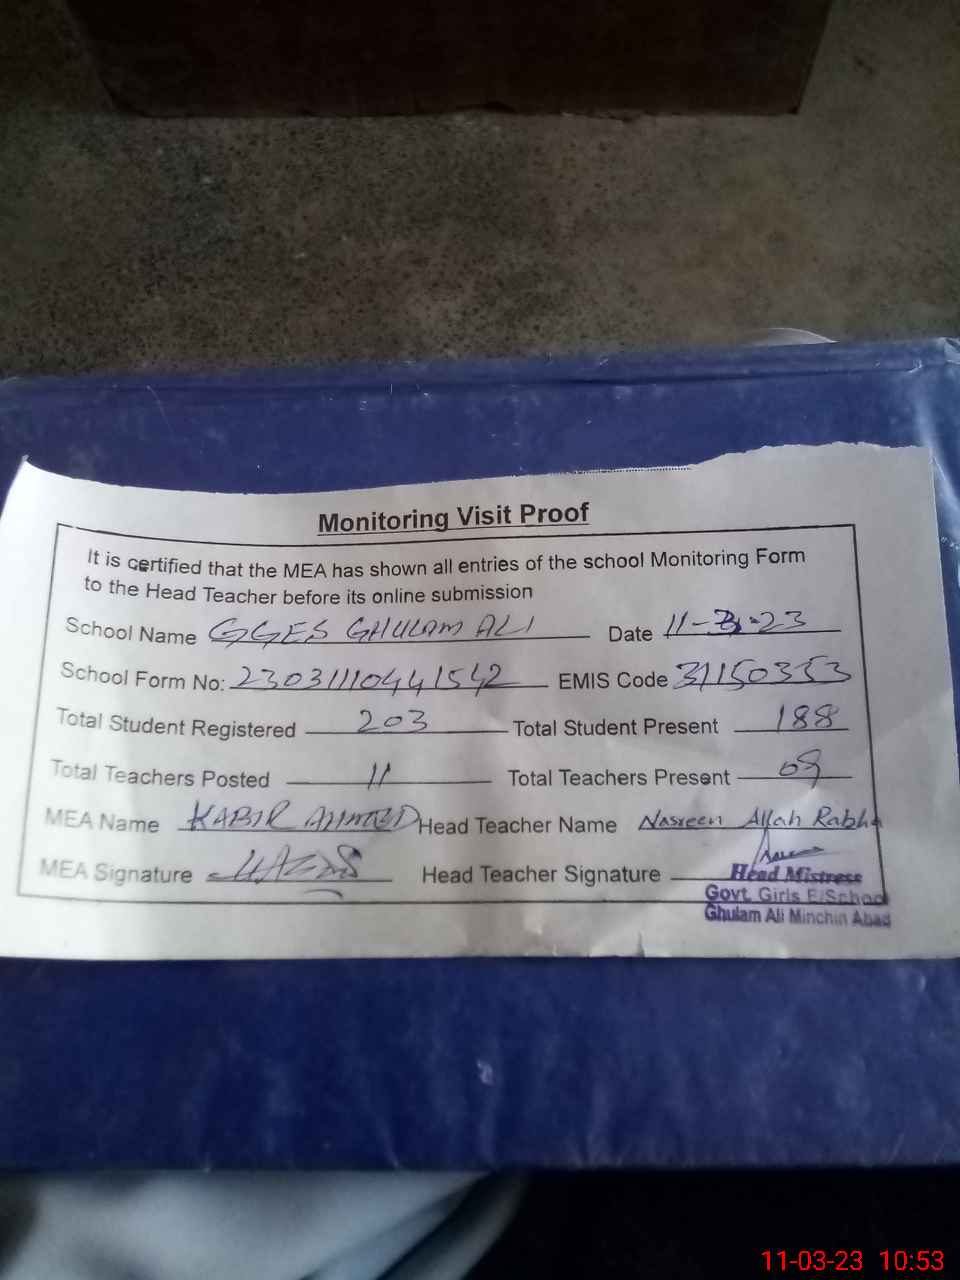 Monitoring Visit Proof
It is certified that the MEA has shown all entries of the school Monitoring Form
to the Head Teacher before its online submission
School Name GGES GHULAM ALI Date 11-3-23
School Form No: 23031110441542 EMIS Code 31150353
Total Student Registered 203 Total Student Present 188
Total Teachers Posted 11 Total Teachers Present 09
MEA Name KABIR AHMED Head Teacher Name Nasreen Allah Rabha
MEA Signature Head Teacher Signature
Head Mistress
Govt. Girls E/School
Ghulam Ali Minchin Abad
11-03-23 10:53